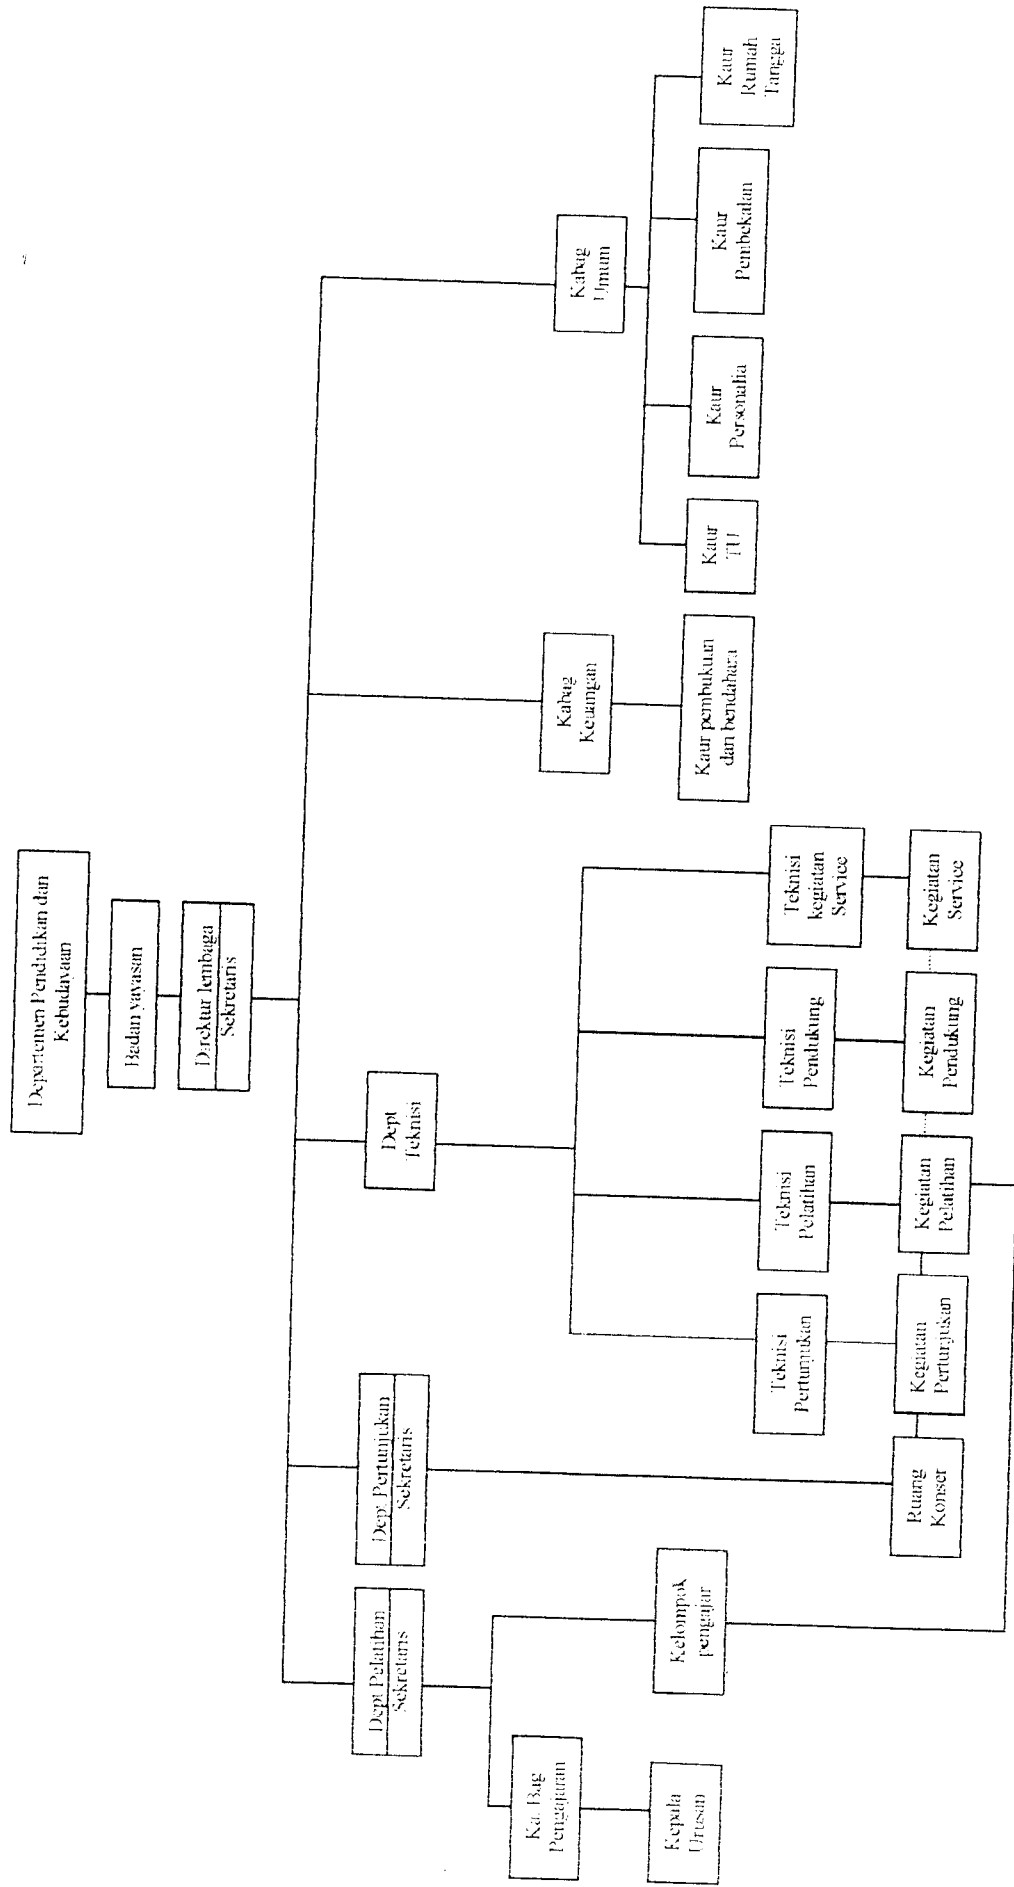 Departemen Pendidikan dan
Kebudayaan
Badan yayasan
Direktur lembaga
Sekretaris
Dept Pelatihan
Sekretaris
Dept Pertunjukan
Sekretaris
Dept
Teknisi
Kabag
Keuangan
Kabag
Umum
Ka. Bag
Pengajaran
Kelompok
pengajar
Kepala
Urusan
Kaur pembukuan
dan bendahara
Kaur
TU
Kaur
Personalia
Kaur
Pembekalan
Kaur
Rumah
Tangga
Teknisi
Pertunjukan
Teknisi
Pelatihan
Teknisi
Pendukung
Teknisi
kegiatan
Service
Ruang
Konser
Kegiatan
Pertunjukan
Kegiatan
Pelatihan
Kegiatan
Pendukung
Kegiatan
Service